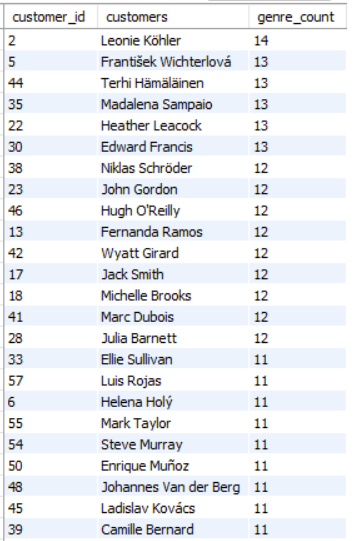 customer_id customers genre_count
2 Leonie Köhler 14
5 František Wichterlová 13
44 Terhi Hämäläinen 13
35 Madalena Sampaio 13
22 Heather Leacock 13
30 Edward Francis 13
38 Niklas Schröder 12
23 John Gordon 12
46 Hugh O'Reilly 12
13 Fernanda Ramos 12
42 Wyatt Girard 12
17 Jack Smith 12
18 Michelle Brooks 12
41 Marc Dubois 12
28 Julia Barnett 12
33 Ellie Sullivan 11
57 Luis Rojas 11
6 Helena Holý 11
55 Mark Taylor 11
54 Steve Murray 11
50 Enrique Muñoz 11
48 Johannes Van der Berg 11
45 Ladislav Kovács 11
39 Camille Bernard 11